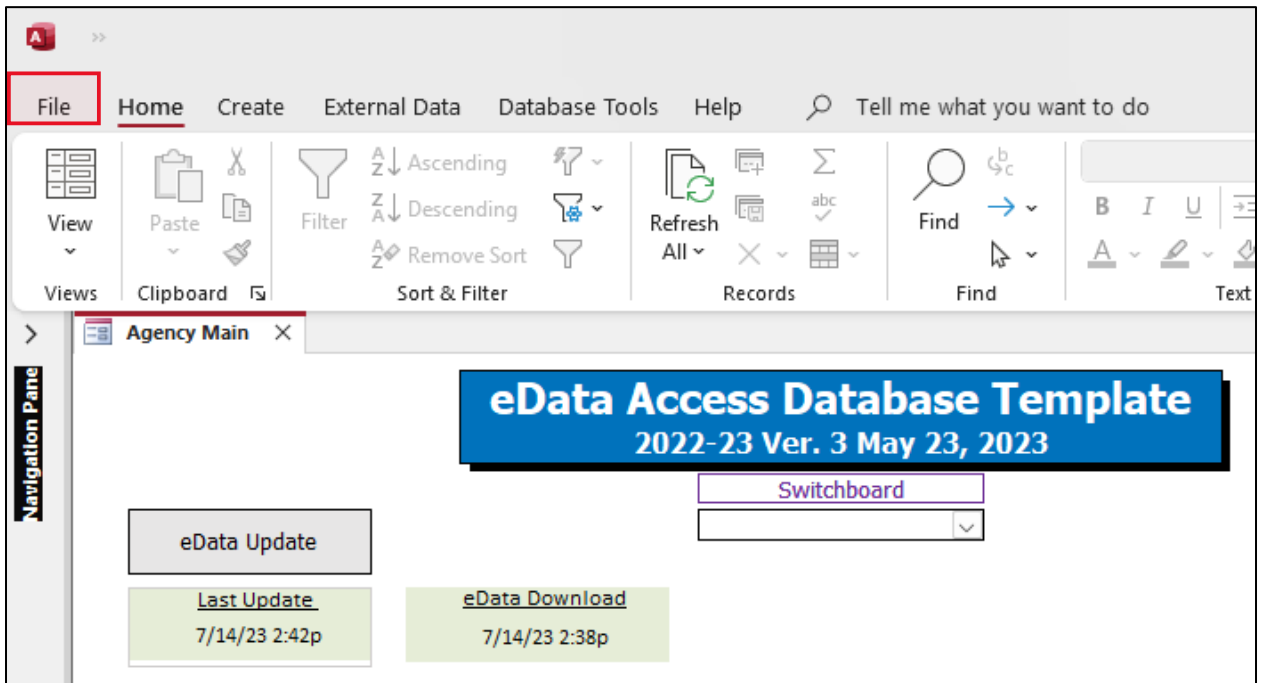 A
File Home Create External Data Database Tools Help Tell me what you want to do
View Paste Filter Ascending Descending Remove Sort Refresh All Find B I U A
Views Clipboard Sort & Filter Records Find Text
Agency Main
Navigation Pane
eData Access Database Template
2022-23 Ver. 3 May 23, 2023
Switchboard
eData Update
Last Update eData Download
7/14/23 2:42p 7/14/23 2:38p